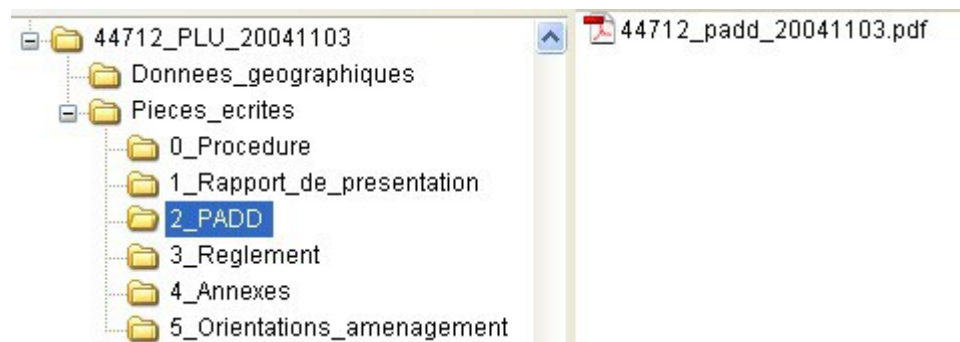 44712_PLU_20041103
Donnees_geographiques
Pieces_ecrites
0_Procedure
1_Rapport_de_presentation
2_PADD
3_Reglement
4_Annexes
5_Orientations_amenagement
44712_padd_20041103.pdf